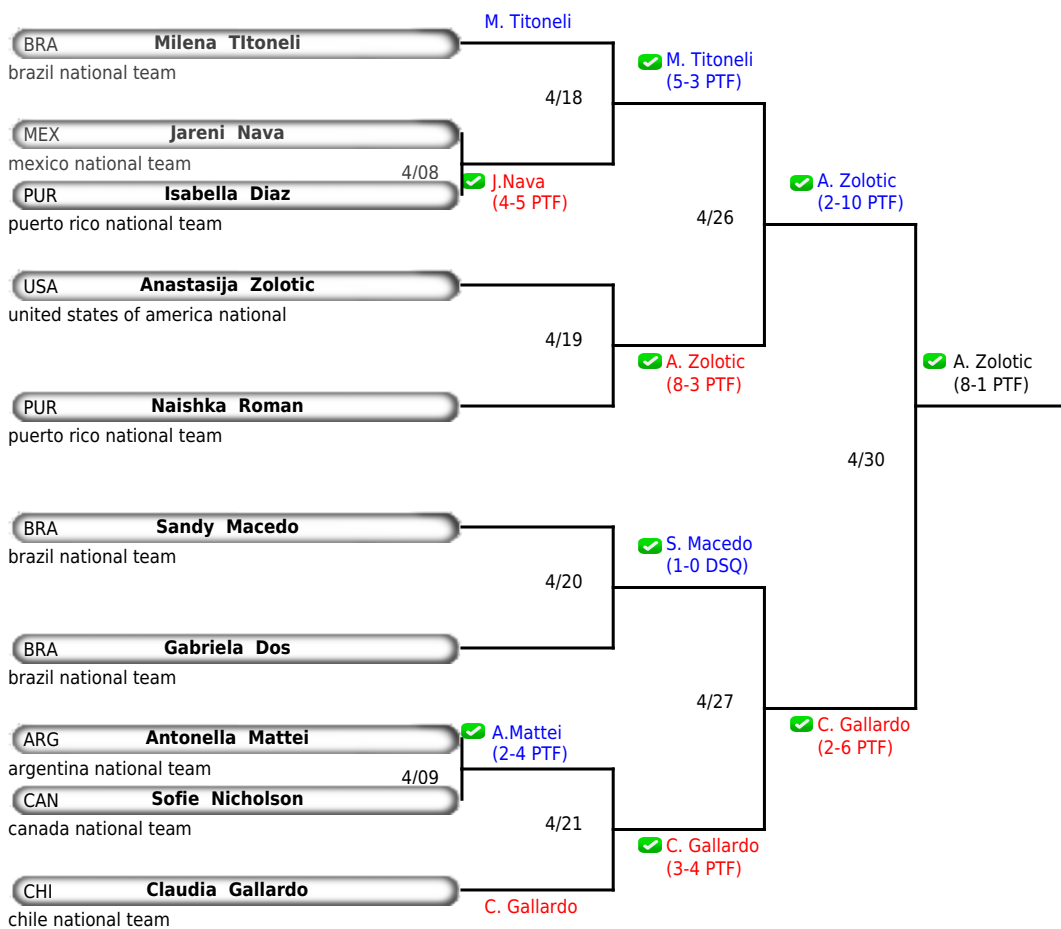 M. Titoneli
BRA Milena TItoneli
brazil national team
M. Titoneli
(5-3 PTF)
4/18
MEX Jareni Nava
mexico national team
4/08
J.Nava
(4-5 PTF)
PUR Isabella Diaz
puerto rico national team
A. Zolotic
(2-10 PTF)
4/26
USA Anastasija Zolotic
united states of america national
4/19
A. Zolotic
(8-3 PTF)
A. Zolotic
(8-1 PTF)
PUR Naishka Roman
puerto rico national team
4/30
BRA Sandy Macedo
brazil national team
S. Macedo
(1-0 DSQ)
4/20
BRA Gabriela Dos
brazil national team
4/27
ARG Antonella Mattei
argentina national team
A.Mattei
(2-4 PTF)
C. Gallardo
(2-6 PTF)
4/09
CAN Sofie Nicholson
canada national team
4/21
C. Gallardo
(3-4 PTF)
CHI Claudia Gallardo
chile national team
C. Gallardo